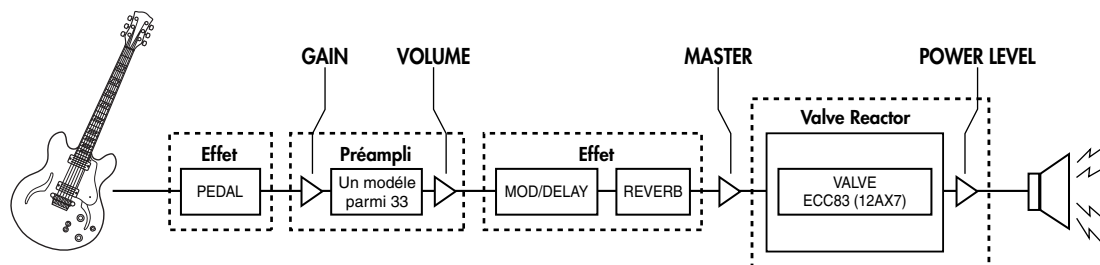 GAIN
VOLUME
MASTER
POWER LEVEL
Effet
PEDAL
Préampli
Un modéle
parmi 33
Effet
MOD/DELAY
REVERB
Valve Reactor
VALVE
ECC83 (12AX7)